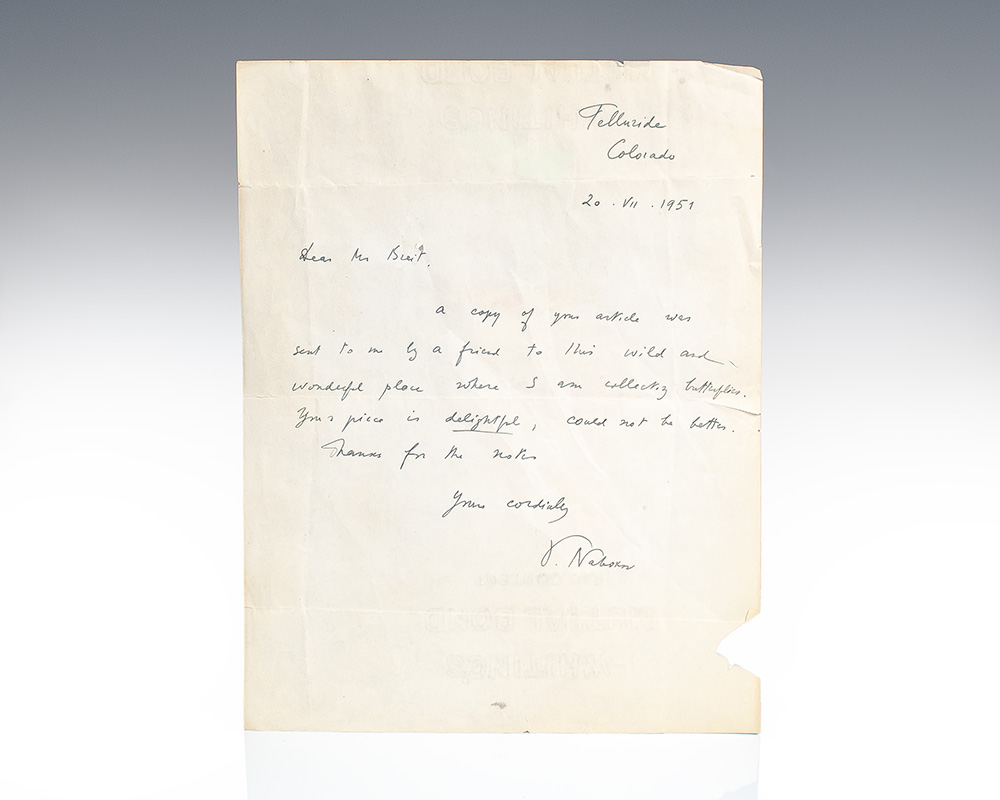 Telluride
Colorado
20 . VII . 1951
Dear Mr Breit,
a copy of your article was
sent to me by a friend to this wild and
wonderful place where I am collecting butterflies.
Your piece is delightful, could not be better.
Thanks for the notes
Yours cordially
V. Nabokov